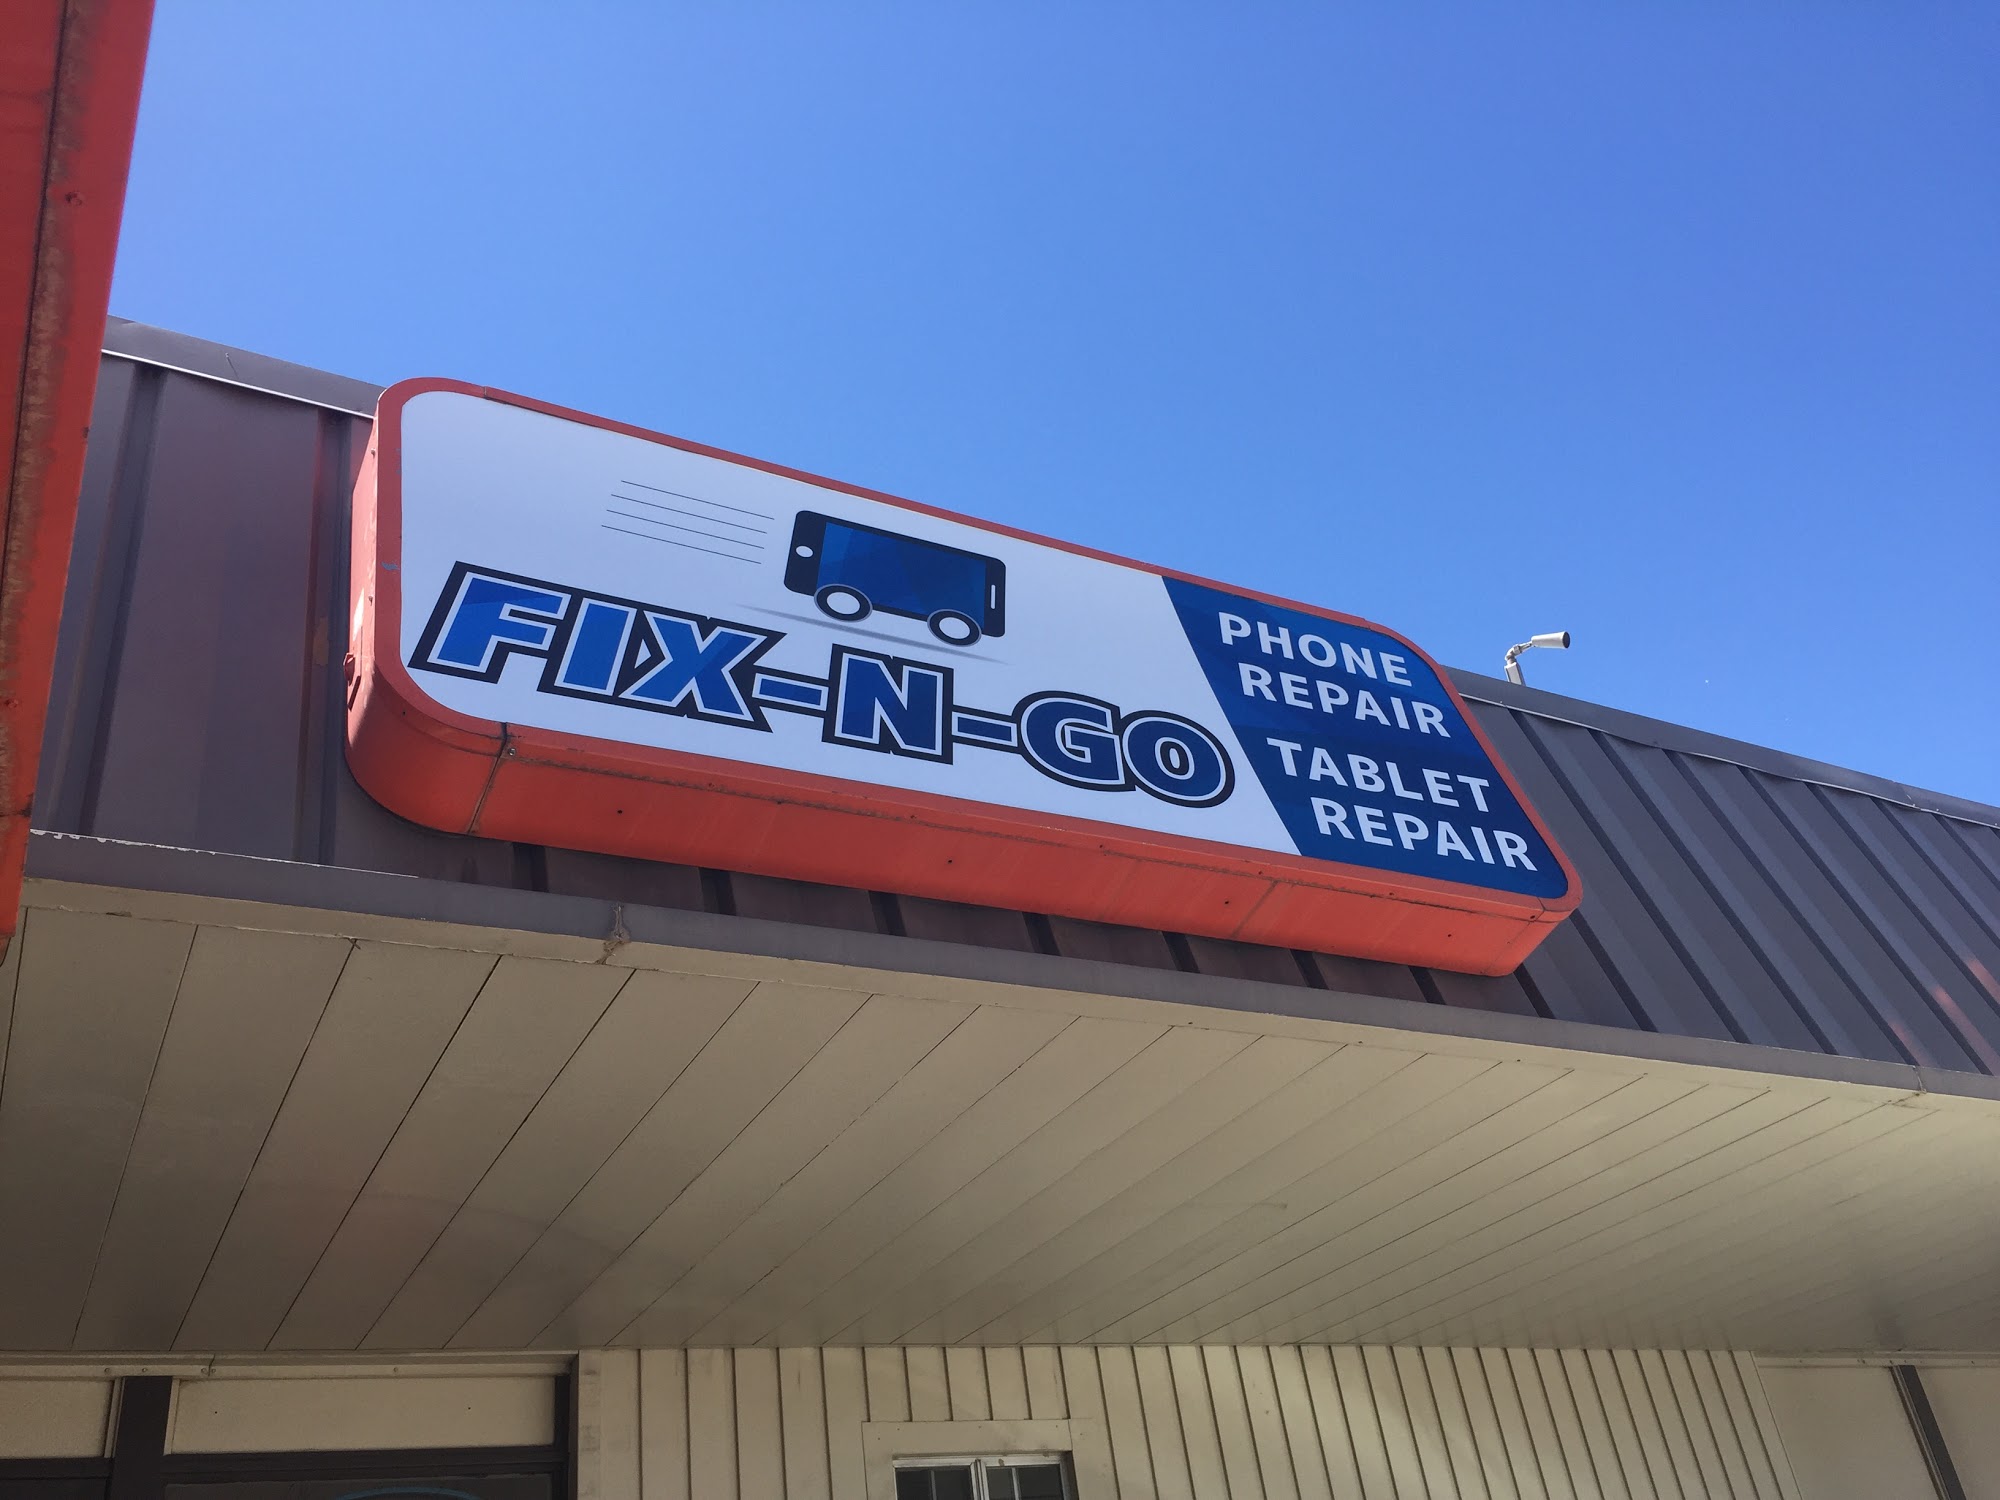 FIX-N-GO
PHONE
REPAIR
TABLET
REPAIR